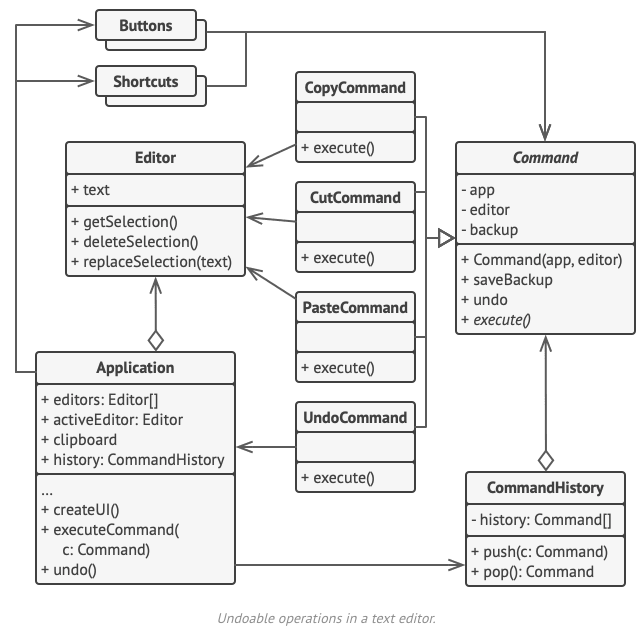 Buttons
Shortcuts
CopyCommand
+ execute()
Editor
+ text
+ getSelection()
+ deleteSelection()
+ replaceSelection(text)
CutCommand
+ execute()
Command
- app
- editor
- backup
+ Command(app, editor)
+ saveBackup
+ undo
+ execute()
PasteCommand
+ execute()
Application
+ editors: Editor[]
+ activeEditor: Editor
+ clipboard
+ history: CommandHistory
...
+ createUI()
+ executeCommand(
c: Command)
+ undo()
UndoCommand
+ execute()
CommandHistory
- history: Command[]
+ push(c: Command)
+ pop(): Command
Undoable operations in a text editor.